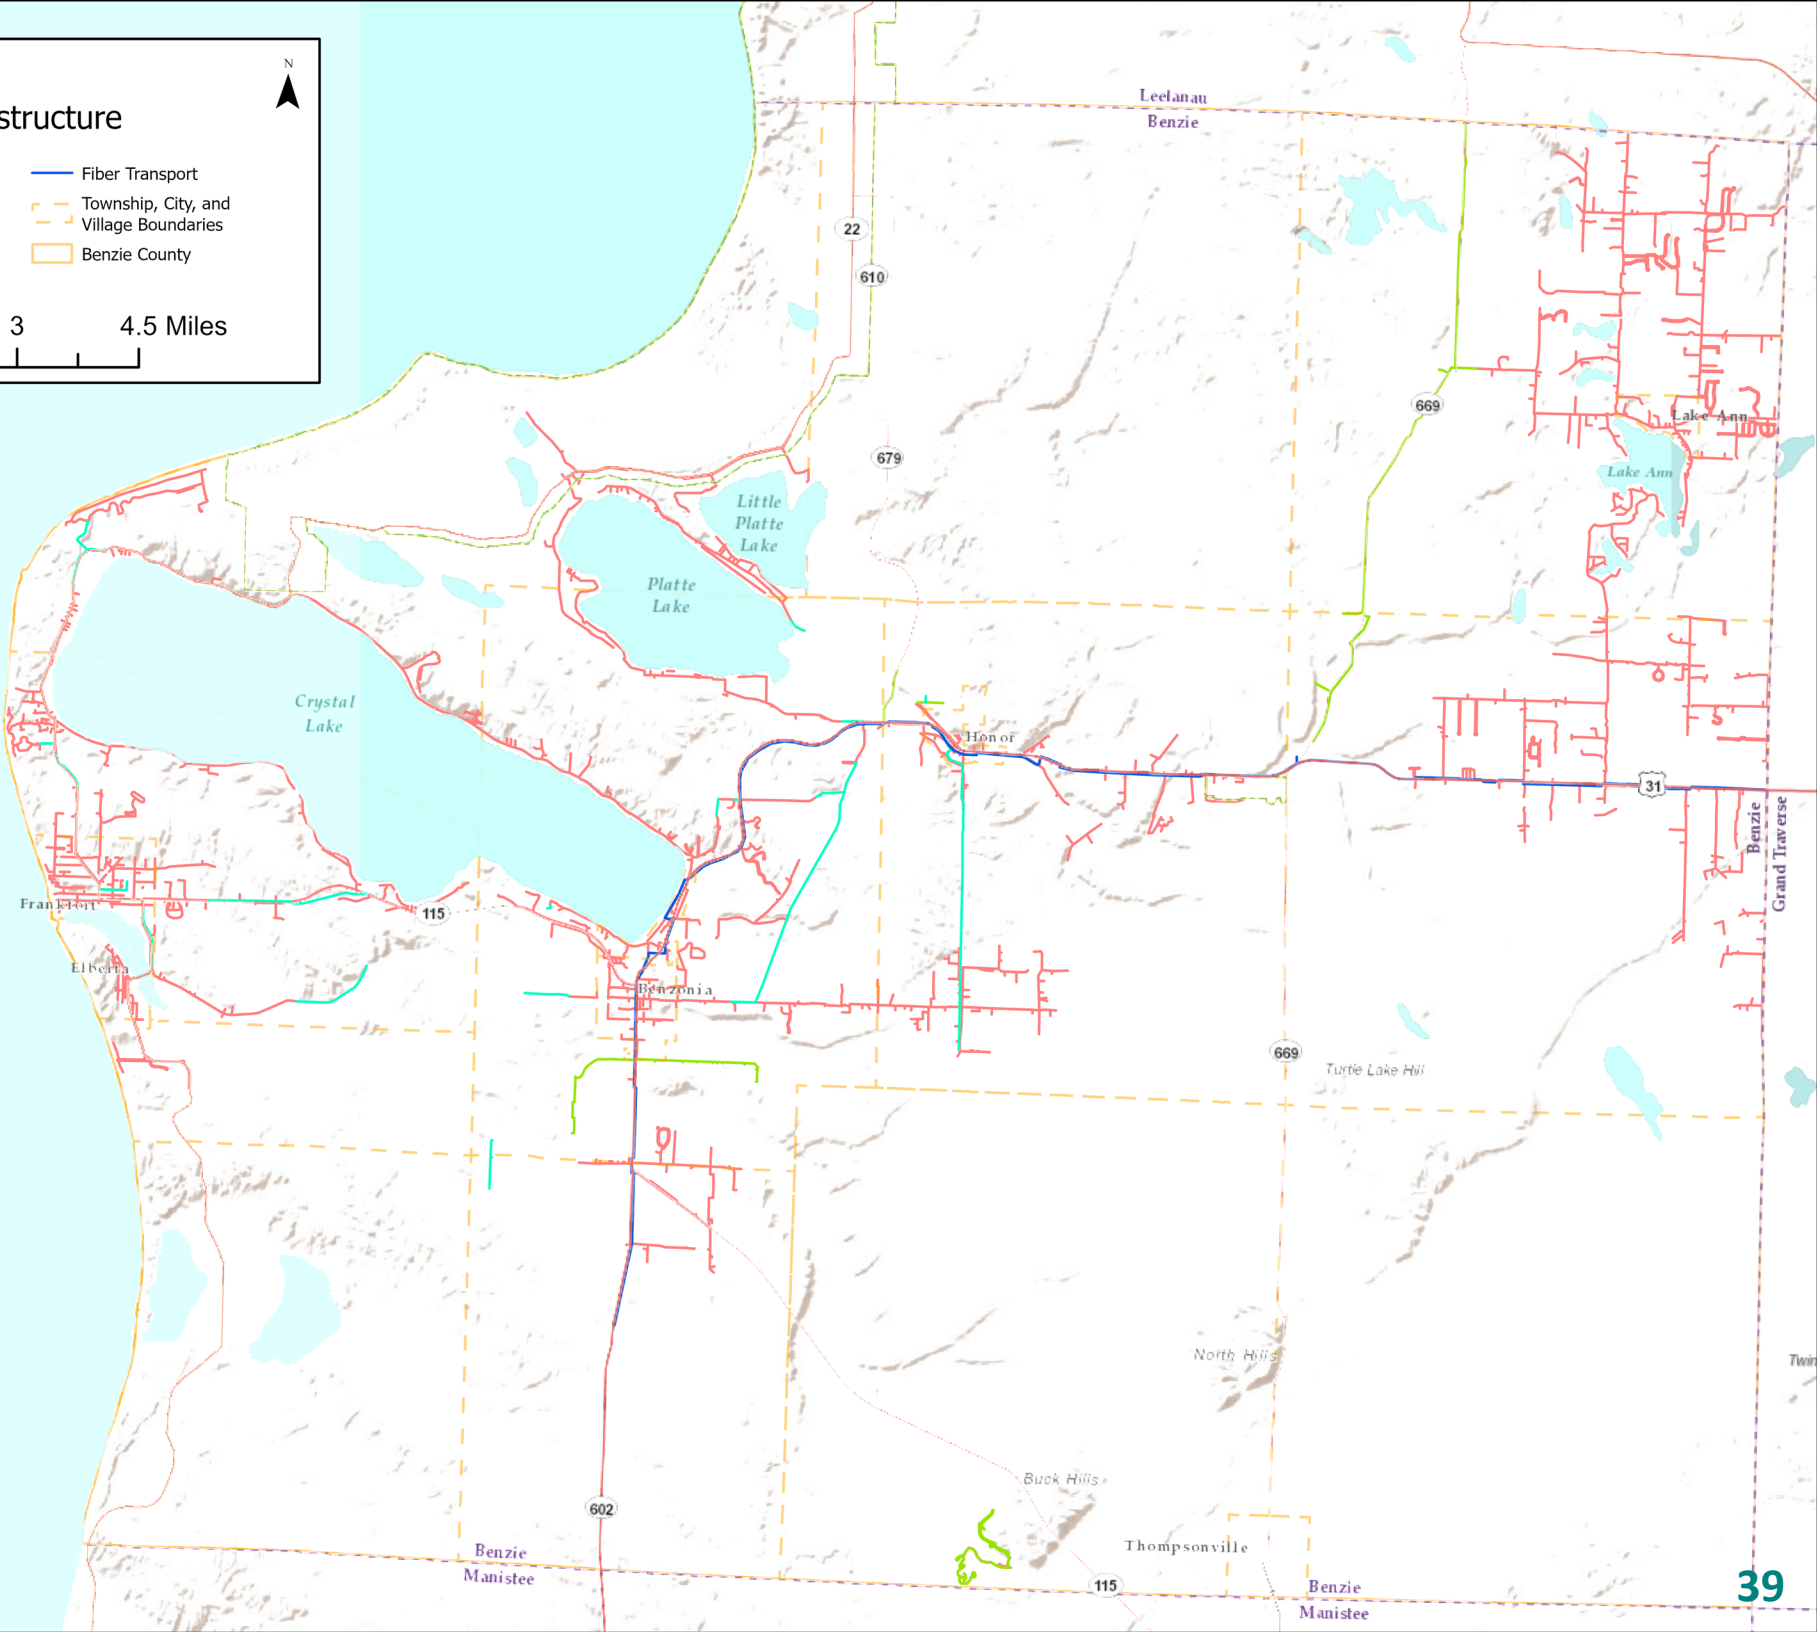 N
structure
Fiber Transport
Township, City, and
Village Boundaries
Benzie County
3
4.5 Miles
Leelanau
Benzie
22
610
669
679
Lake Ann
Lake Ann
Little
Platte
Lake
Platte
Lake
Crystal
Lake
Honor
31
Benzie
Grand Traverse
Frankfort
115
Elberta
Benzonia
669
Turtle Lake Hill
North Hills
Twin
Buck Hills
602
Thompsonville
Benzie
Manistee
115
Benzie
Manistee
39